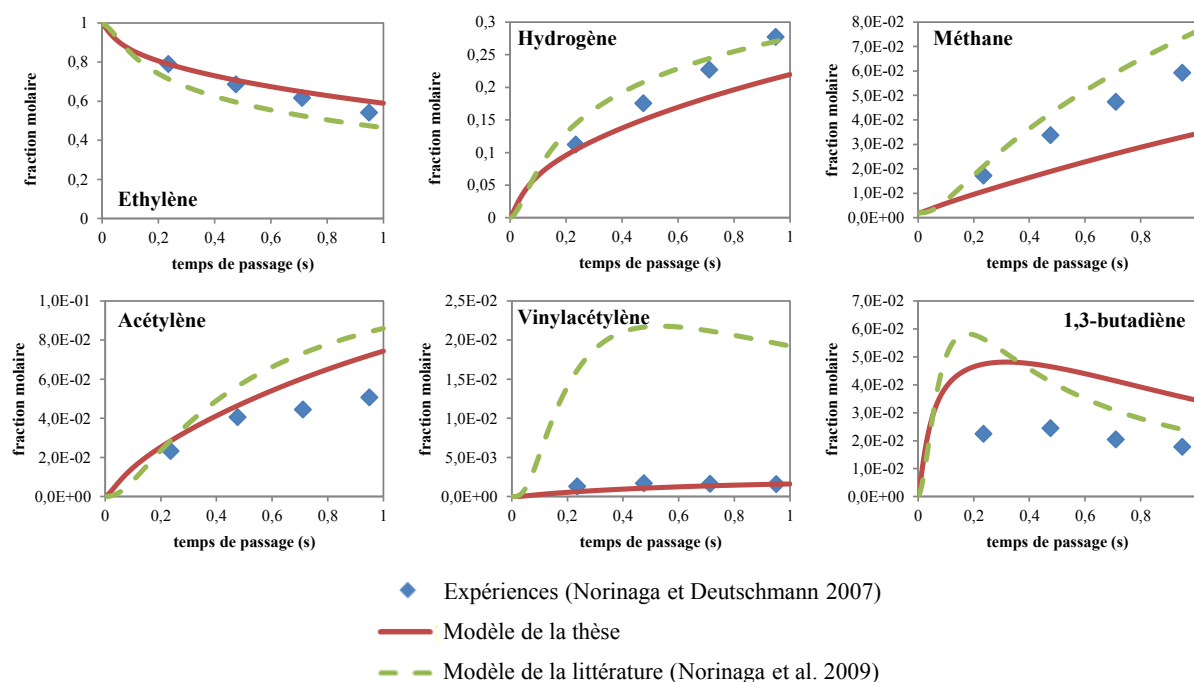 Ethylène
fraction molaire
1
0,8
0,6
0,4
0,2
0
0 0,2 0,4 0,6 0,8 1
temps de passage (s)
Hydrogène
fraction molaire
0,3
0,25
0,2
0,15
0,1
0,05
0
0 0,2 0,4 0,6 0,8 1
temps de passage (s)
Méthane
fraction molaire
8,0E-02
7,0E-02
6,0E-02
5,0E-02
4,0E-02
3,0E-02
2,0E-02
1,0E-02
0,0E+00
0 0,2 0,4 0,6 0,8 1
temps de passage (s)
Acétylène
fraction molaire
1,0E-01
8,0E-02
6,0E-02
4,0E-02
2,0E-02
0,0E+00
0 0,2 0,4 0,6 0,8 1
temps de passage (s)
Vinylacétylène
fraction molaire
2,5E-02
2,0E-02
1,5E-02
1,0E-02
5,0E-03
0,0E+00
0 0,2 0,4 0,6 0,8 1
temps de passage (s)
1,3-butadiène
fraction molaire
7,0E-02
6,0E-02
5,0E-02
4,0E-02
3,0E-02
2,0E-02
1,0E-02
0,0E+00
0 0,2 0,4 0,6 0,8 1
temps de passage (s)
Expériences (Norinaga et Deutschmann 2007)
Modèle de la thèse
Modèle de la littérature (Norinaga et al. 2009)